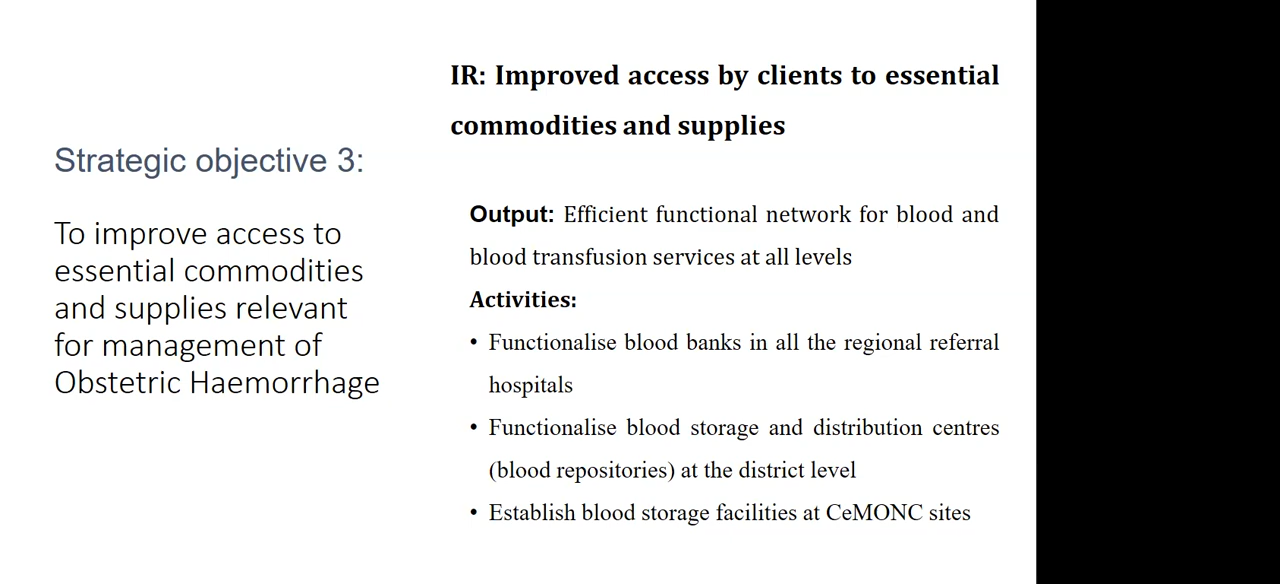 Strategic objective 3:
To improve access to
essential commodities
and supplies relevant
for management of
Obstetric Haemorrhage
IR: Improved access by clients to essential
commodities and supplies
Output: Efficient functional network for blood and
blood transfusion services at all levels
Activities:
• Functionalise blood banks in all the regional referral
hospitals
• Functionalise blood storage and distribution centres
(blood repositories) at the district level
• Establish blood storage facilities at CeMONC sites